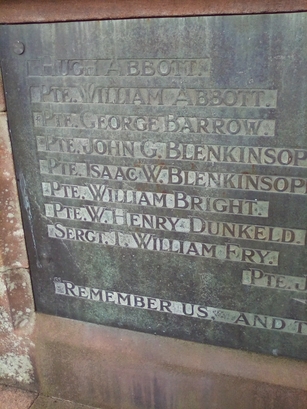 HUGH ABBOTT.
PTE. WILLIAM ABBOTT.
PTE. GEORGE BARROW.
PTE. JOHN G. BLENKINSOP
PTE. ISAAC W. BLENKINSOP
PTE. WILLIAM BRIGHT.
PTE. W. HENRY DUNKELD.
SERGT. T. WILLIAM FRY.
PTE. J
REMEMBER US, AND T